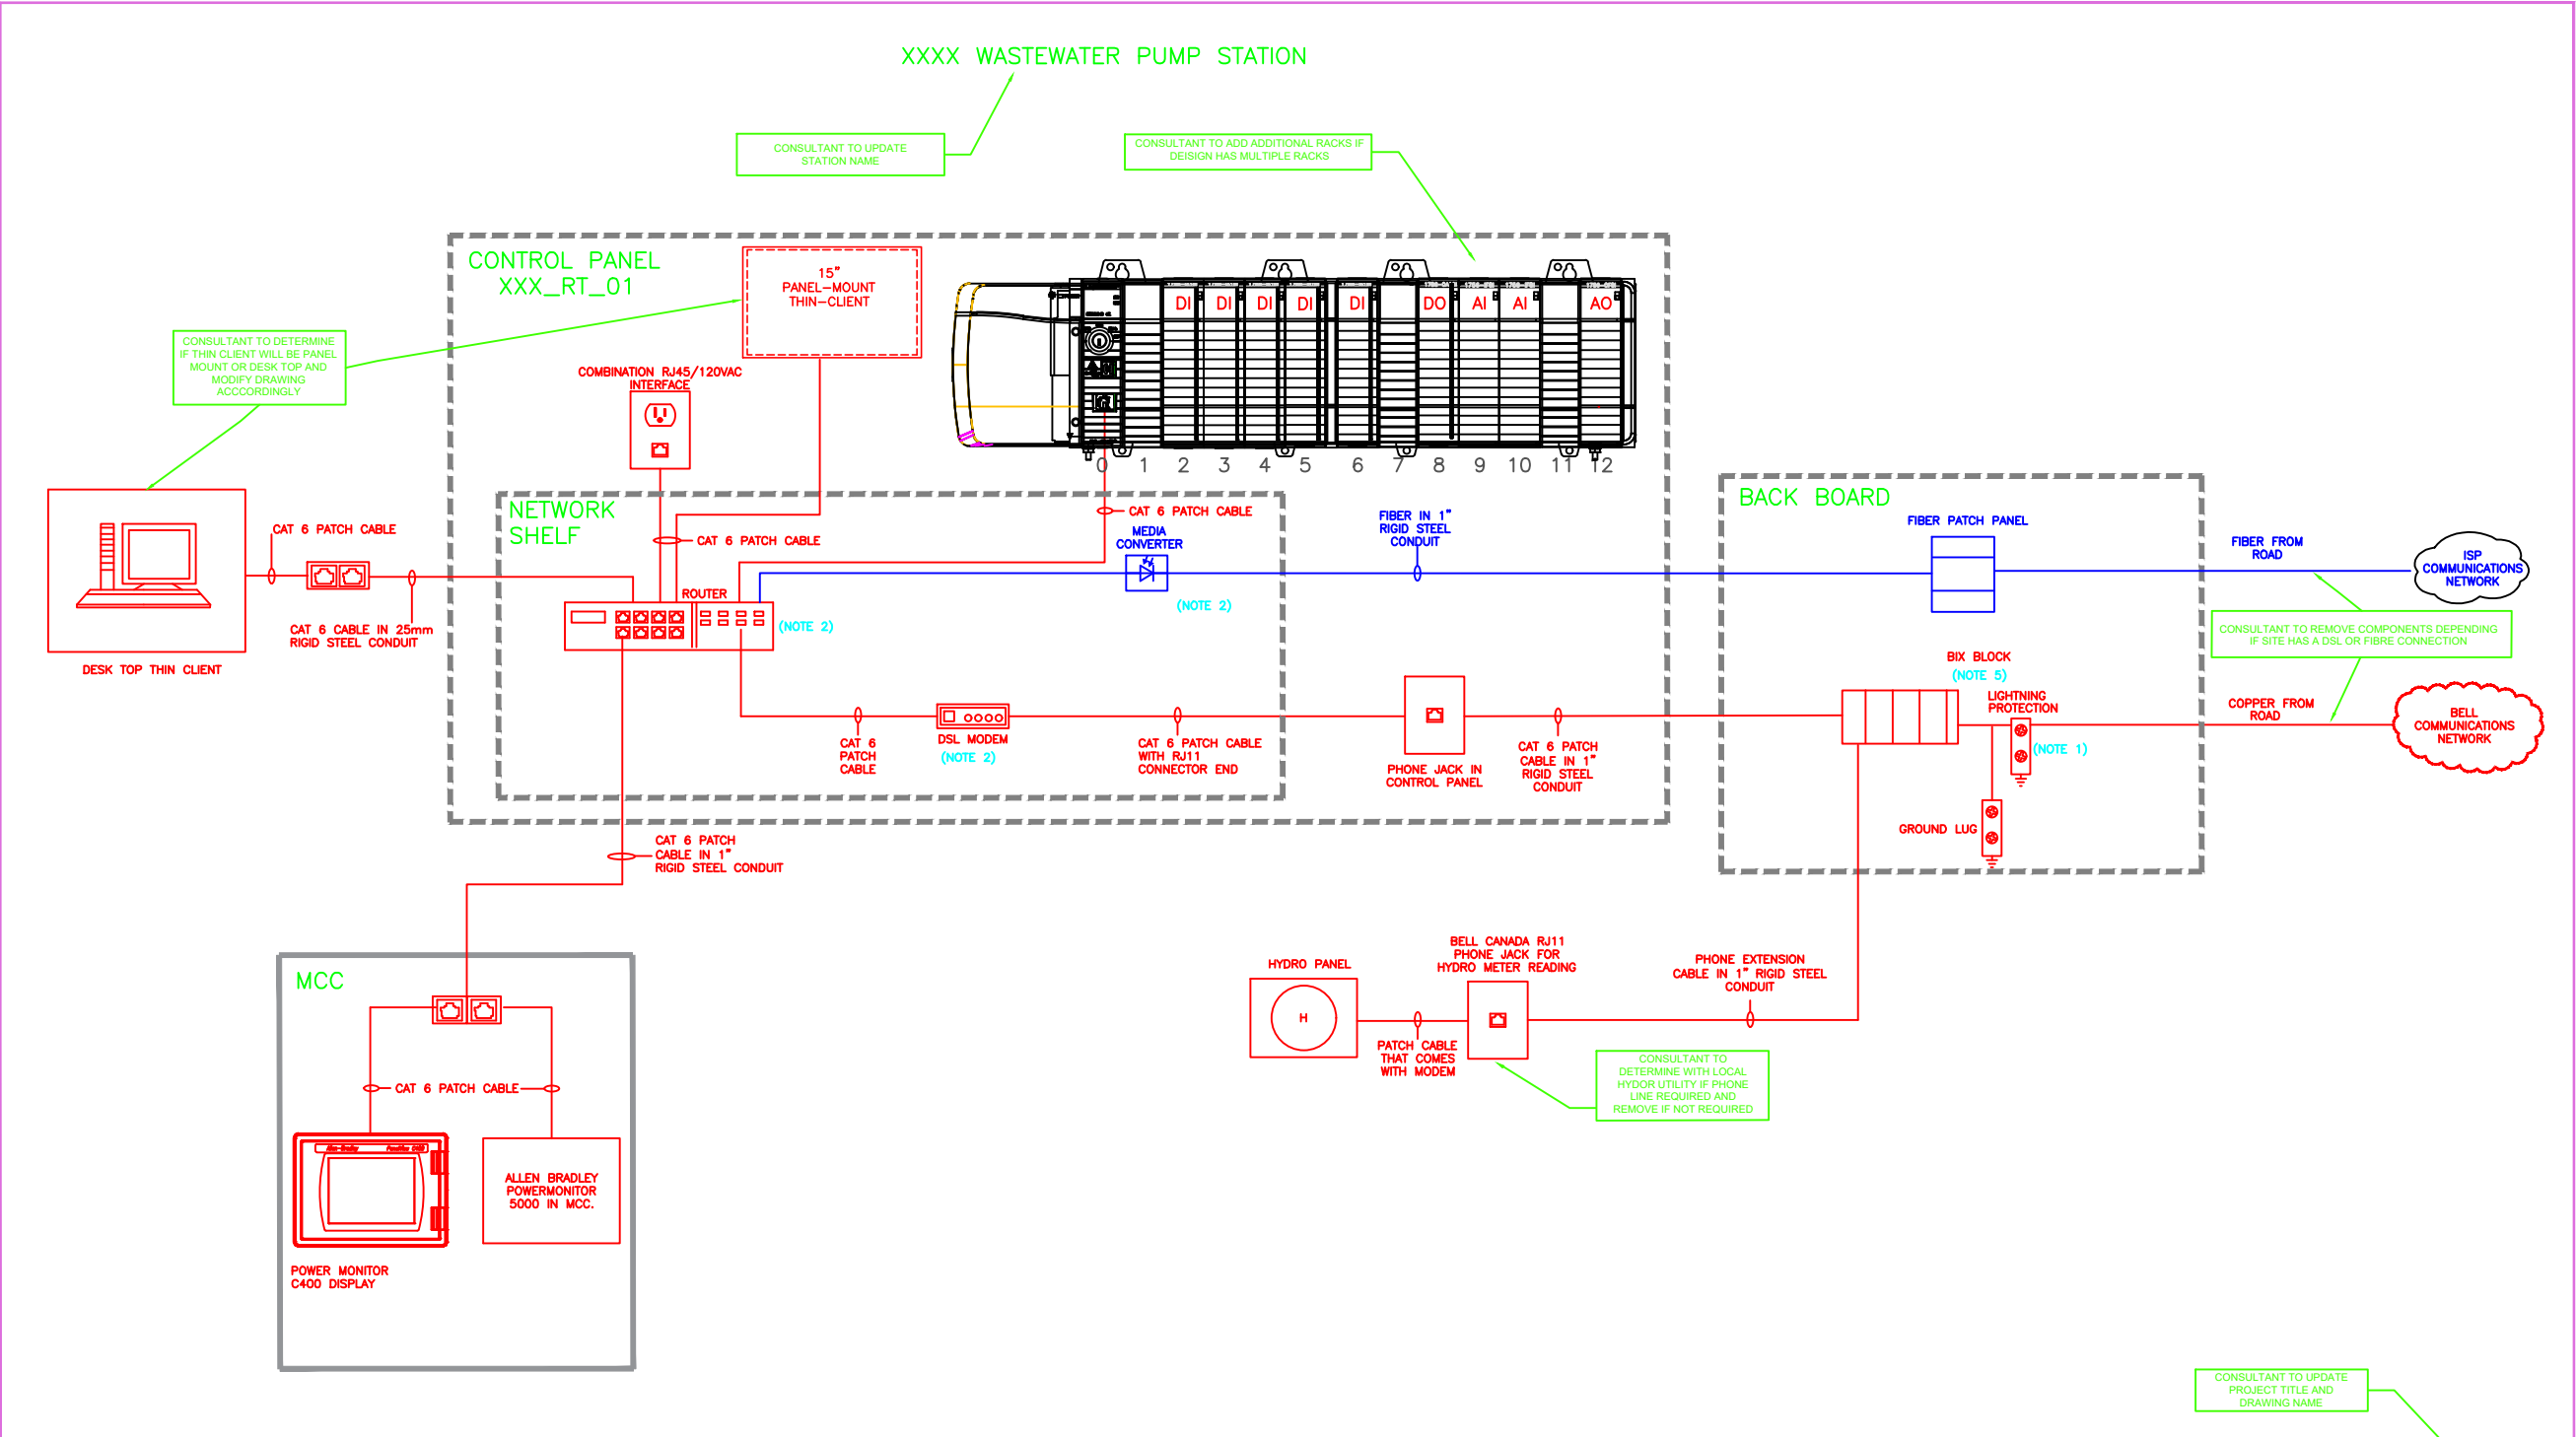 XXXX WASTEWATER PUMP STATION
CONSULTANT TO UPDATE
STATION NAME
CONSULTANT TO ADD ADDITIONAL RACKS IF
DEISIGN HAS MULTIPLE RACKS
CONTROL PANEL
XXX_RT_01
15"
PANEL-MOUNT
THIN-CLIENT
DI
DI
DI
DI
DI
DO
AI
AI
AO
0
1
2
3
4
5
6
7
8
9
10
11
12
CONSULTANT TO DETERMINE
IF THIN CLIENT WILL BE PANEL
MOUNT OR DESK TOP AND
MODIFY DRAWING
ACCCORDINGLY
COMBINATION RJ45/120VAC
INTERFACE
NETWORK
SHELF
CAT 6 PATCH CABLE
CAT 6 PATCH CABLE
CAT 6 PATCH CABLE
MEDIA
CONVERTER
(NOTE 2)
FIBER IN 1"
RIGID STEEL
CONDUIT
BACK BOARD
FIBER PATCH PANEL
FIBER FROM
ROAD
ISP
COMMUNICATIONS
NETWORK
CAT 6 CABLE IN 25mm
RIGID STEEL CONDUIT
DESK TOP THIN CLIENT
ROUTER
(NOTE 2)
CONSULTANT TO REMOVE COMPONENTS DEPENDING
IF SITE HAS A DSL OR FIBRE CONNECTION
BIX BLOCK
(NOTE 5)
LIGHTNING
PROTECTION
(NOTE 1)
COPPER FROM
ROAD
BELL
COMMUNICATIONS
NETWORK
CAT 6
PATCH
CABLE
DSL MODEM
(NOTE 2)
CAT 6 PATCH CABLE
WITH RJ11
CONNECTOR END
PHONE JACK IN
CONTROL PANEL
CAT 6 PATCH
CABLE IN 1"
RIGID STEEL
CONDUIT
GROUND LUG
CAT 6 PATCH
CABLE IN 1"
RIGID STEEL CONDUIT
MCC
CAT 6 PATCH CABLE
Allen-Bradley
ALLEN BRADLEY
POWERMONITOR
5000 IN MCC.
POWER MONITOR
C400 DISPLAY
HYDRO PANEL
H
BELL CANADA RJ11
PHONE JACK FOR
HYDRO METER READING
PATCH CABLE
THAT COMES
WITH MODEM
PHONE EXTENSION
CABLE IN 1" RIGID STEEL
CONDUIT
CONSULTANT TO
DETERMINE WITH LOCAL
HYDOR UTILITY IF PHONE
LINE REQUIRED AND
REMOVE IF NOT REQUIRED
CONSULTANT TO UPDATE
PROJECT TITLE AND
DRAWING NAME